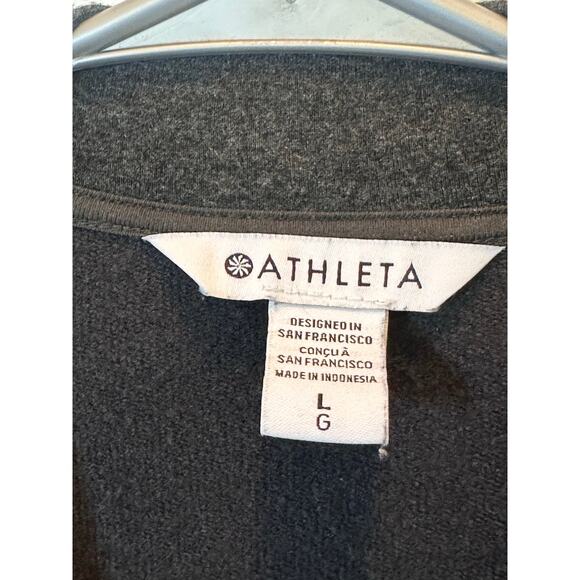 ATHLETA
DESIGNED IN
SAN FRANCISCO
CONÇU À
SAN FRANCISCO
MADE IN INDONESIA
L
G